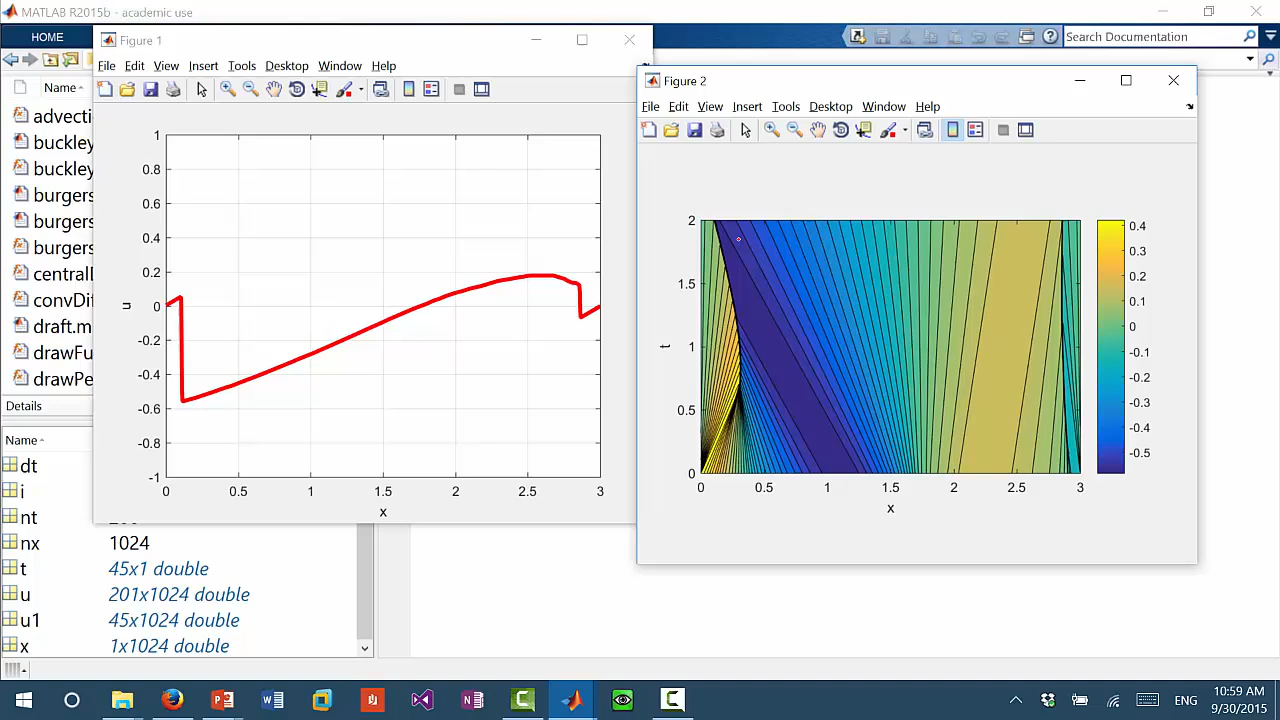 MATLAB R2015b - academic use
HOME
Search Documentation
Name
advecti
buckley
buckley
burgers
burgers
burgers
central
convDif
draft.m
drawFu
drawPe
Details
Name
dt
i
nt
nx 1024
t 45x1 double
u 201x1024 double
u1 45x1024 double
x 1x1024 double
Figure 1
File Edit View Insert Tools Desktop Window Help
1
0.8
0.6
0.4
0.2
0
-0.2
-0.4
-0.6
-0.8
-1
u
0 0.5 1 1.5 2 2.5 3
x
Figure 2
File Edit View Insert Tools Desktop Window Help
2
1.5
1
0.5
0
t
0 0.5 1 1.5 2 2.5 3
x
0.4
0.3
0.2
0.1
0
-0.1
-0.2
-0.3
-0.4
-0.5
ENG
10:59 AM
9/30/2015